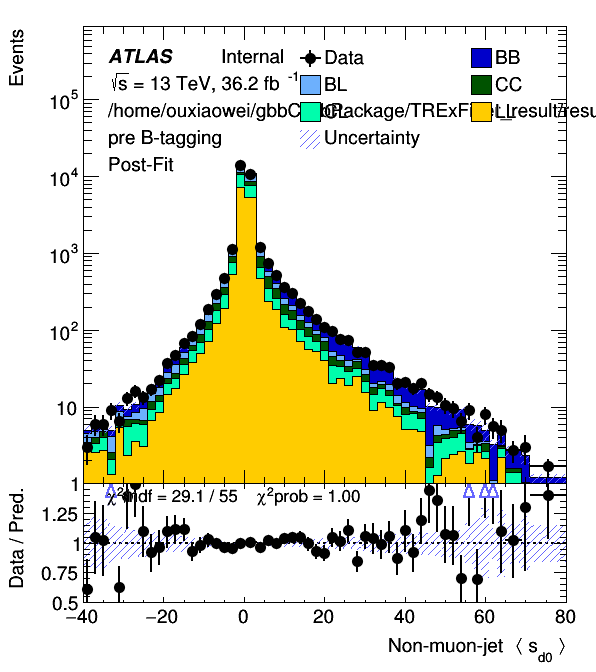 Events
ATLAS Internal
√s = 13 TeV, 36.2 fb⁻¹
pre B-tagging
Post-Fit
Data
BL
Uncertainty
BB
CC
10⁵
10⁴
10³
10²
10
1
χ²/ndf = 29.1 / 55 χ²prob = 1.00
Data / Pred.
1.25
1
0.75
0.5
−40 −20 0 20 40 60 80
Non-muon-jet ⟨ s_d0 ⟩